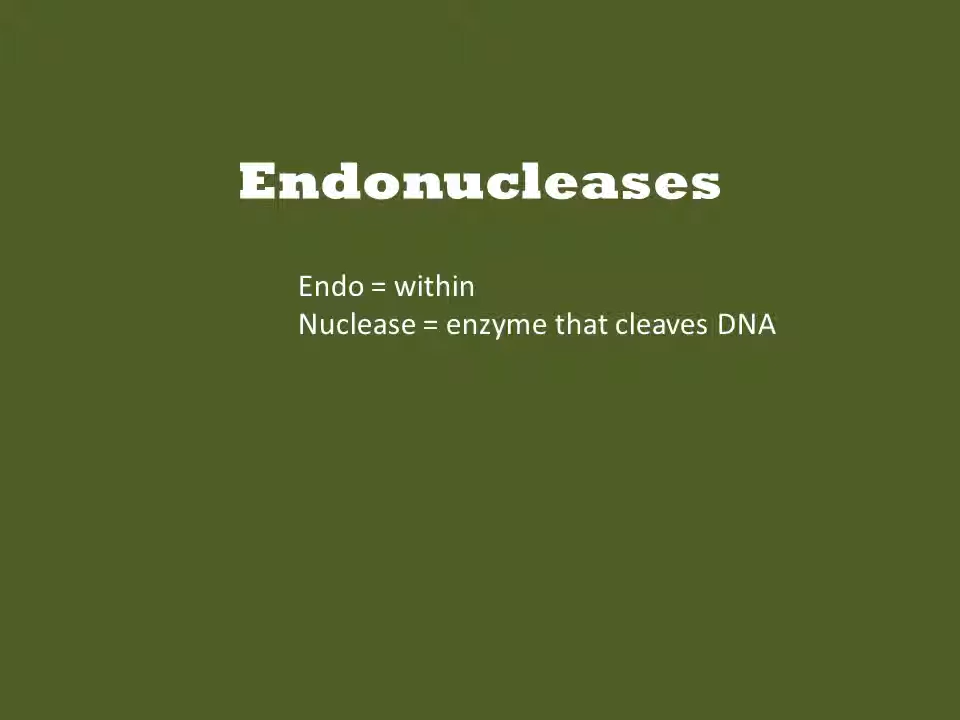 Endonucleases
Endo = within
Nuclease = enzyme that cleaves DNA